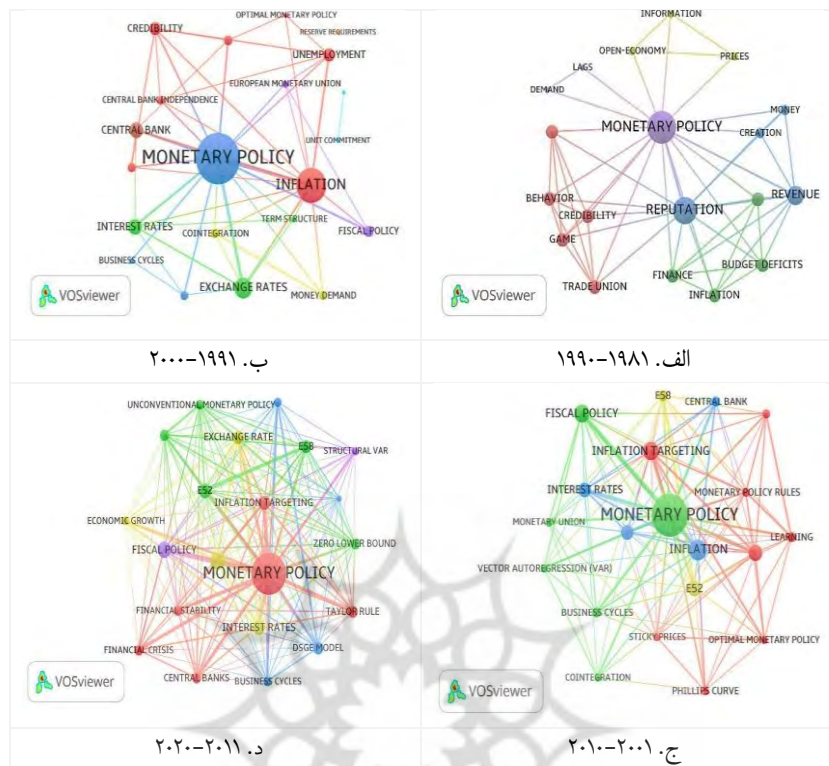 OPTIMAL MONETARY POLICY
CREDIBILITY
RESERVE REQUIREMENTS
UNEMPLOYMENT
EUROPEAN MONETARY UNION
CENTRAL BANK INDEPENDENCE
CENTRAL BANK
UNIT COMMITMENT
MONETARY POLICY
INFLATION
TERM STRUCTURE
INTEREST RATES
COINTEGRATION
FISCAL POLICY
BUSINESS CYCLES
EXCHANGE RATES
MONEY DEMAND
VOSviewer
ب. ۱۹۹۱-۲۰۰۰
INFORMATION
OPEN-ECONOMY
PRICES
LAGS
DEMAND
MONEY
MONETARY POLICY
CREATION
BEHAVIOR
REVENUE
CREDIBILITY
REPUTATION
GAME
BUDGET DEFICITS
FINANCE
TRADE UNION
INFLATION
VOSviewer
الف. ۱۹۸۱-۱۹۹۰
UNCONVENTIONAL MONETARY POLICY
EXCHANGE RATE
E58
STRUCTURAL VAR
E52
INFLATION TARGETING
ECONOMIC GROWTH
ZERO LOWER BOUND
FISCAL POLICY
MONETARY POLICY
FINANCIAL STABILITY
TAYLOR RULE
INTEREST RATES
FINANCIAL CRISIS
DSGE MODEL
CENTRAL BANKS
BUSINESS CYCLES
VOSviewer
د. ۲۰۱۱-۲۰۲۰
E58
CENTRAL BANK
FISCAL POLICY
INFLATION TARGETING
INTEREST RATES
MONETARY POLICY RULES
MONETARY POLICY
MONETARY UNION
LEARNING
INFLATION
VECTOR AUTOREGRESSION (VAR)
E52
BUSINESS CYCLES
STICKY PRICES
OPTIMAL MONETARY POLICY
COINTEGRATION
PHILLIPS CURVE
VOSviewer
ج. ۲۰۰۱-۲۰۱۰